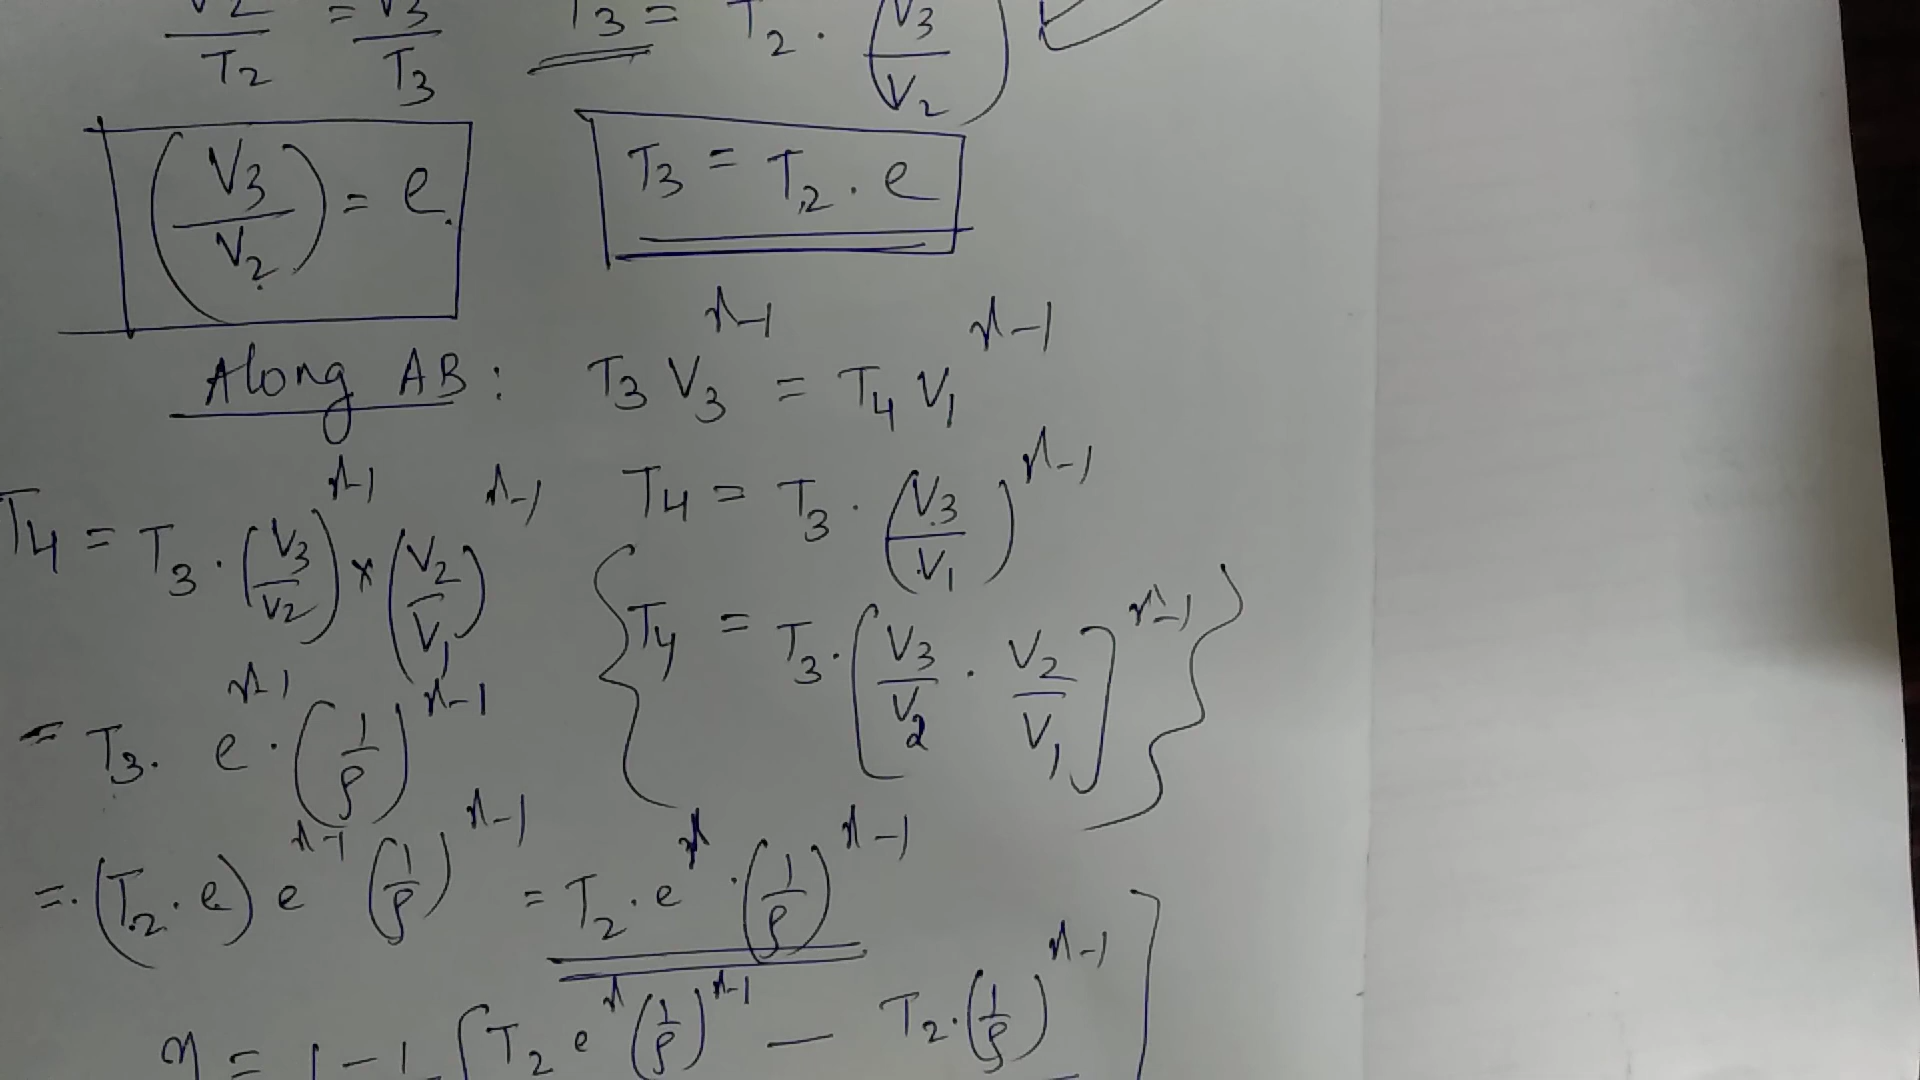 V2/T2 = V3/T3    T3 = T2 · (V3/V2)
(V3/V2) = e.    T3 = T2 · e
Along AB : T3 V3^γ-1 = T4 V1^γ-1
T4 = T3 · (V3/V1)^γ-1
{ T4 = T3 · [V3/V2 · V2/V1]^γ-1 }
T4 = T3 · (V3/V2)^γ-1 × (V2/V1)^γ-1
= T3 · e^γ-1 · (1/ρ)^γ-1
= (T2 · e) e^γ-1 (1/ρ)^γ-1 = T2 · e^γ · (1/ρ)^γ-1
η = 1 - 1 [T2 e^γ (1/ρ)^γ-1 — T2 · (1/ρ)^γ-1]